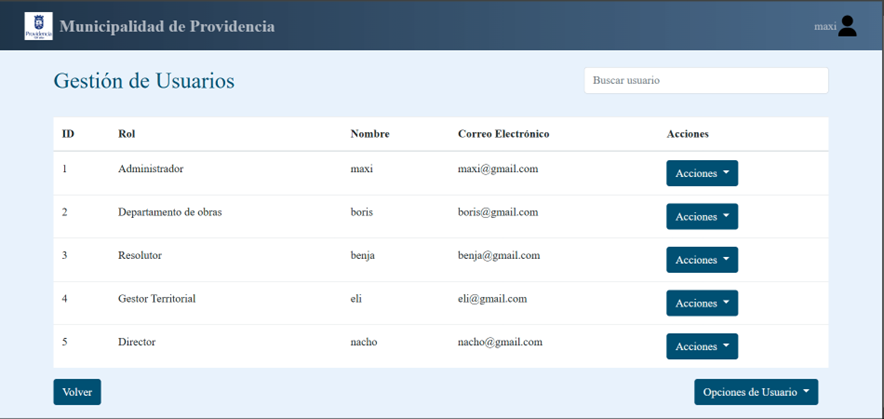 Providencia
Municipalidad de Providencia
maxi
Gestión de Usuarios
Buscar usuario
ID Rol Nombre Correo Electrónico Acciones
1 Administrador maxi maxi@gmail.com Acciones
2 Departamento de obras boris boris@gmail.com Acciones
3 Resolutor benja benja@gmail.com Acciones
4 Gestor Territorial eli eli@gmail.com Acciones
5 Director nacho nacho@gmail.com Acciones
Volver Opciones de Usuario